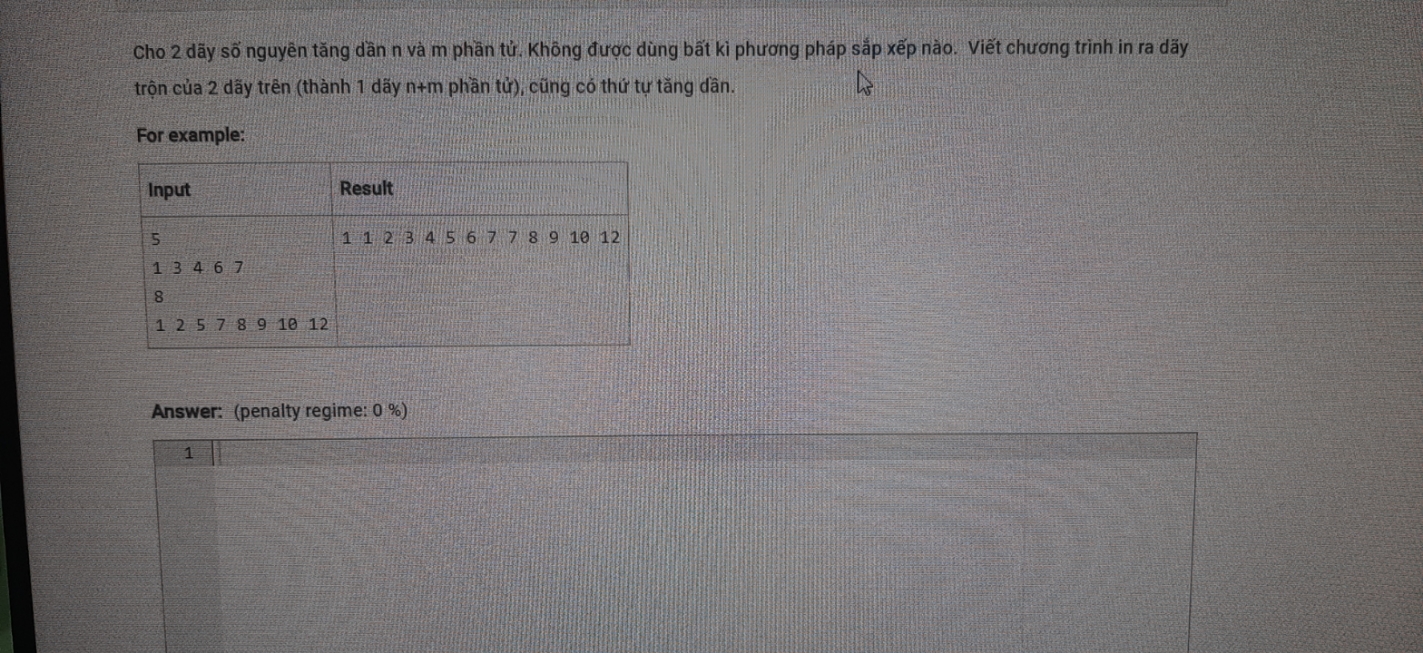 Cho 2 dãy số nguyên tăng dần n và m phần tử. Không được dùng bất kì phương pháp sắp xếp nào. Viết chương trình in ra dãy
trộn của 2 dãy trên (thành 1 dãy n+m phần tử), cũng có thứ tự tăng dần.
For example:
Input Result
5 1 1 2 3 4 5 6 7 7 8 9 10 12
1 3 4 6 7
8
1 2 5 7 8 9 10 12
Answer: (penalty regime: 0 %)
1